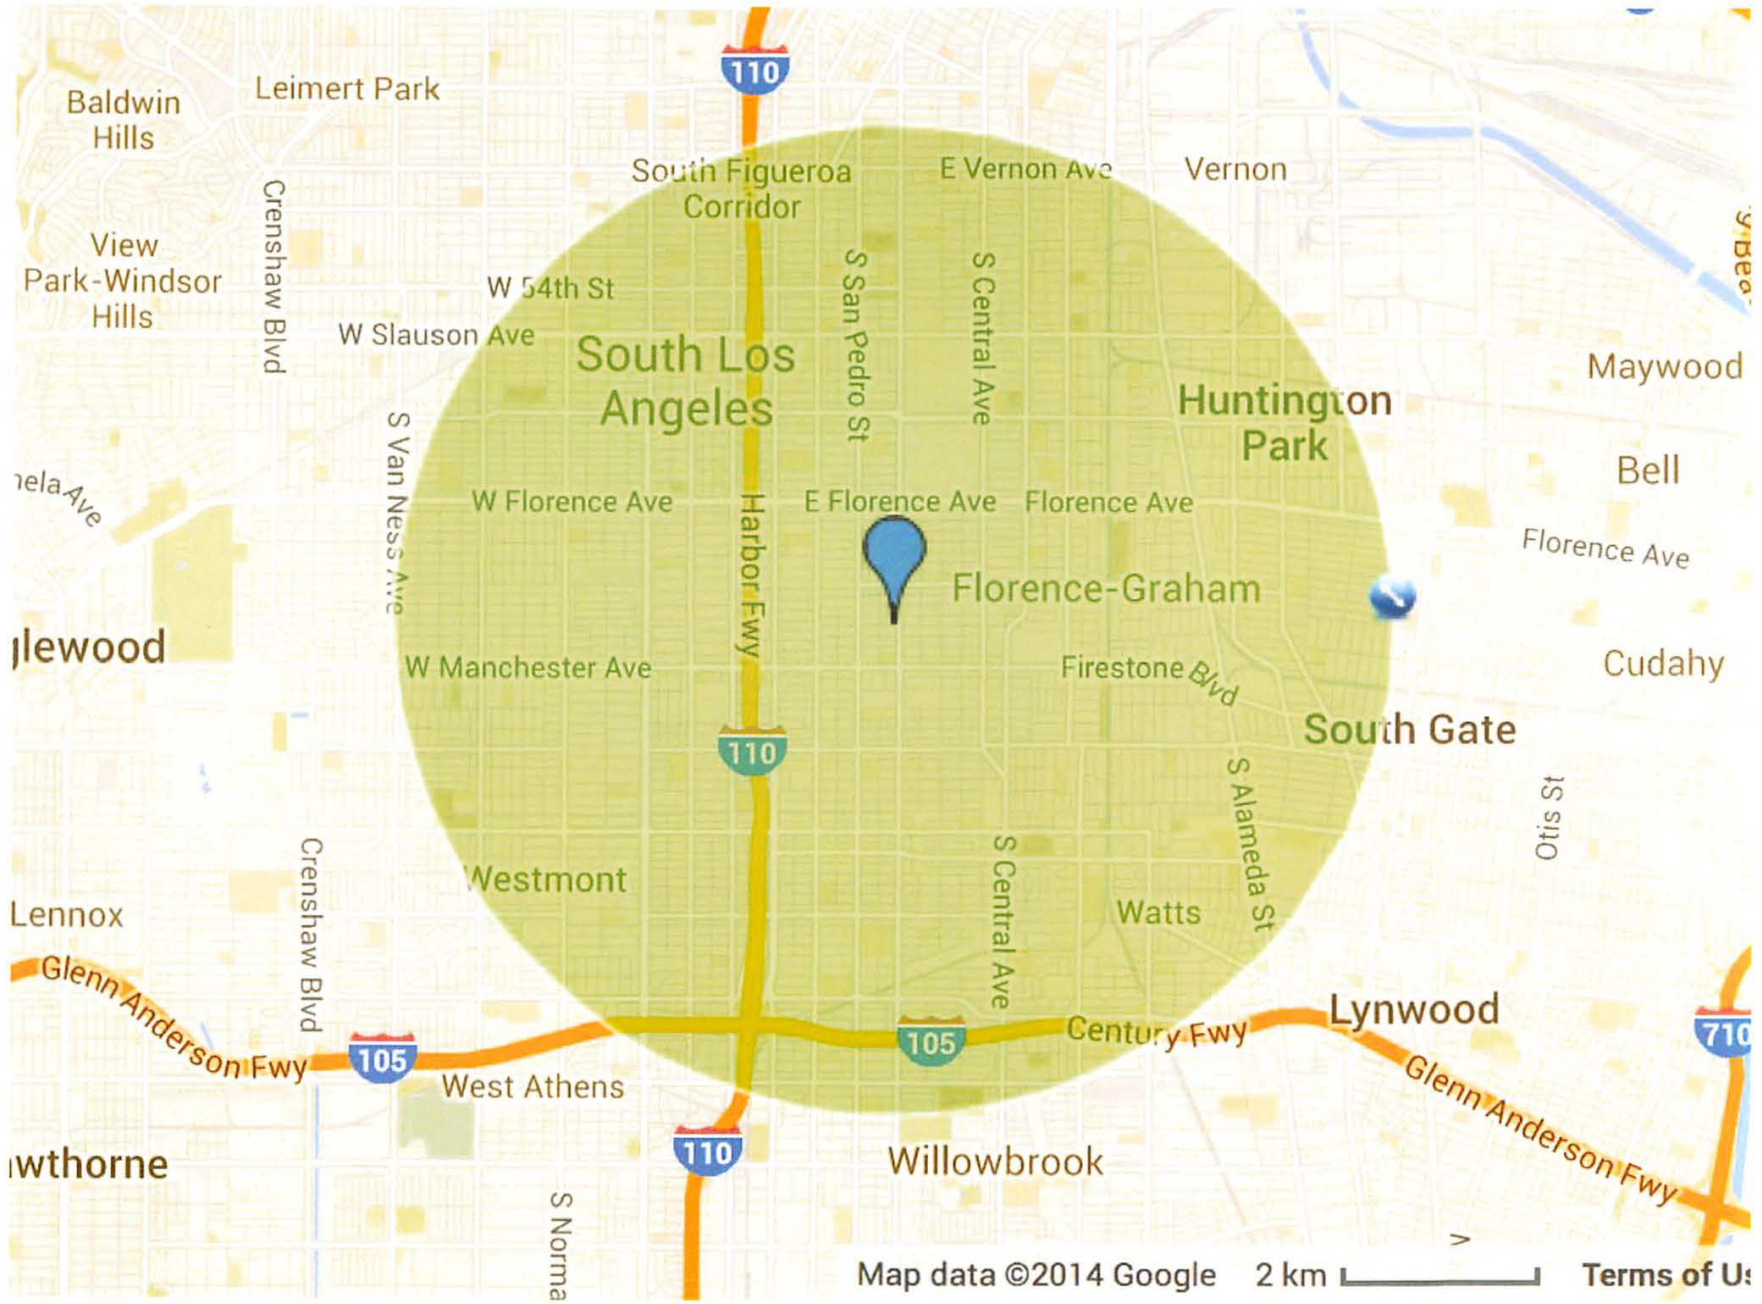 110
Leimert Park
Baldwin
Hills
South Figueroa
Corridor
E Vernon Ave
Vernon
Crenshaw Blvd
View
Park-Windsor
Hills
W 54th St
S San Pedro St
S Central Ave
W Slauson Ave
South Los
Angeles
Maywood
Huntington
Park
S Van Ness Ave
Bell
nela Ave
W Florence Ave
Harbor Fwy
E Florence Ave
Florence Ave
Florence Ave
Florence-Graham
glewood
W Manchester Ave
Firestone Blvd
Cudahy
South Gate
110
S Alameda St
Otis St
Crenshaw Blvd
Westmont
S Central Ave
Watts
Lennox
Glenn Anderson Fwy
105
105
Century Fwy
Lynwood
710
Glenn Anderson Fwy
West Athens
110
Willowbrook
wthorne
S Norma
Map data ©2014 Google
2 km
Terms of Us